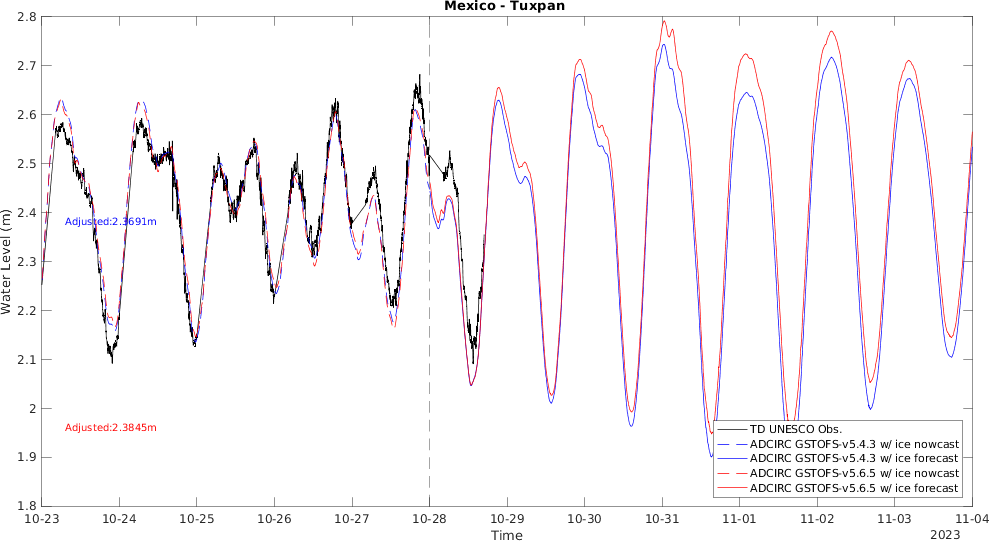 Mexico - Tuxpan
2.8
2.7
2.6
2.5
2.4
2.3
2.2
2.1
2
1.9
1.8
Water Level (m)
Adjusted:2.3691m
Adjusted:2.3845m
TD UNESCO Obs.
ADCIRC GSTOFS-v5.4.3 w/ ice nowcast
ADCIRC GSTOFS-v5.4.3 w/ ice forecast
ADCIRC GSTOFS-v5.6.5 w/ ice nowcast
ADCIRC GSTOFS-v5.6.5 w/ ice forecast
10-23 10-24 10-25 10-26 10-27 10-28 10-29 10-30 10-31 11-01 11-02 11-03 11-04
Time
2023